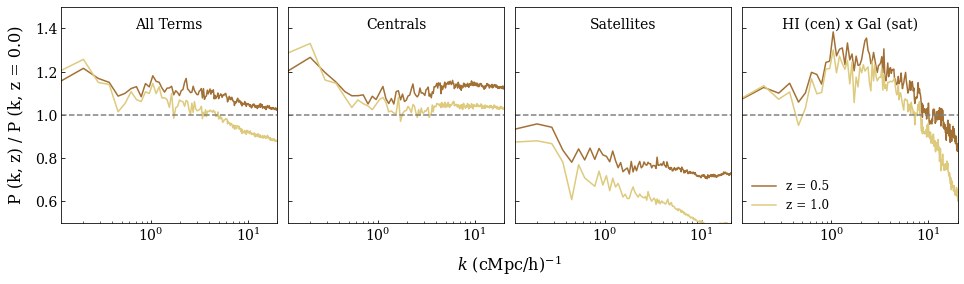 All Terms
Centrals
Satellites
HI (cen) x Gal (sat)
P (k, z) / P (k, z = 0.0)
1.4
1.2
1.0
0.8
0.6
z = 0.5
z = 1.0
10⁰
10¹
10⁰
10¹
10⁰
10¹
10⁰
10¹
k (cMpc/h)⁻¹